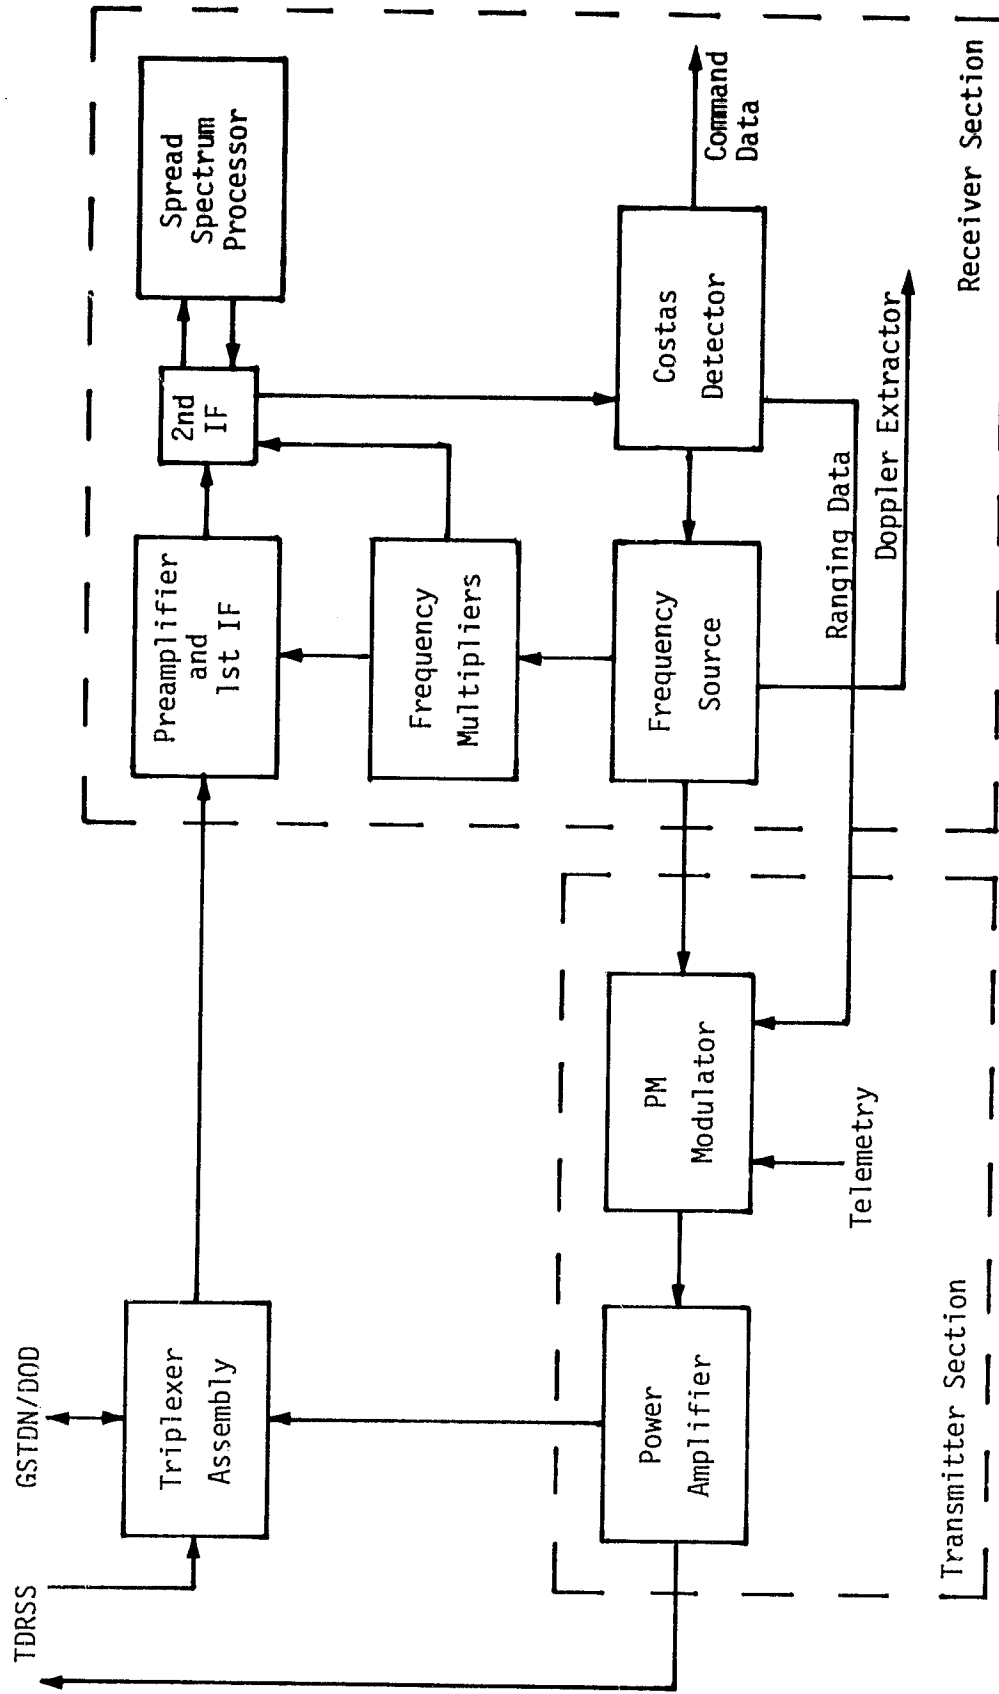 TDRSS
GSTDN/DOD
Triplexer
Assembly
Preamplifier
and
1st IF
2nd
IF
Spread
Spectrum
Processor
Frequency
Multipliers
Power
Amplifier
PM
Modulator
Frequency
Source
Costas
Detector
Command
Data
Telemetry
Ranging Data
Doppler Extractor
Transmitter Section
Receiver Section